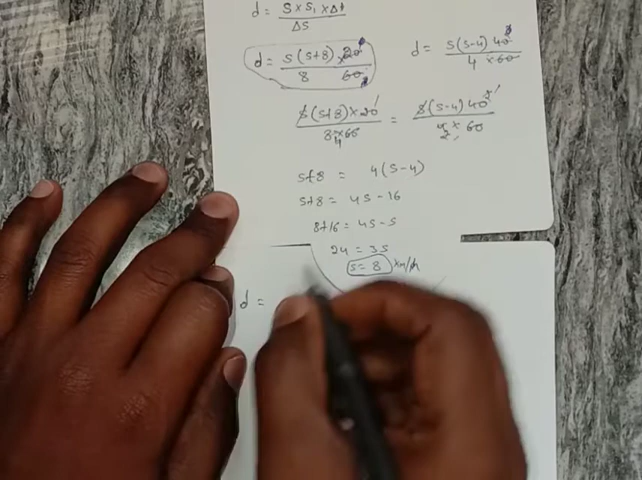 d = S × S₁ × Δt / ΔS
d = S(S+8) × 20 / 8 60 d = S(S-4) 40 / 4 × 60
S(S+8) × 20 / 8 × 60 = S(S-4) 40 / 4 × 60
S+8 = 4(S-4)
S+8 = 4S - 16
8+16 = 4S - S
24 = 3S
S = 8 km/h
d =